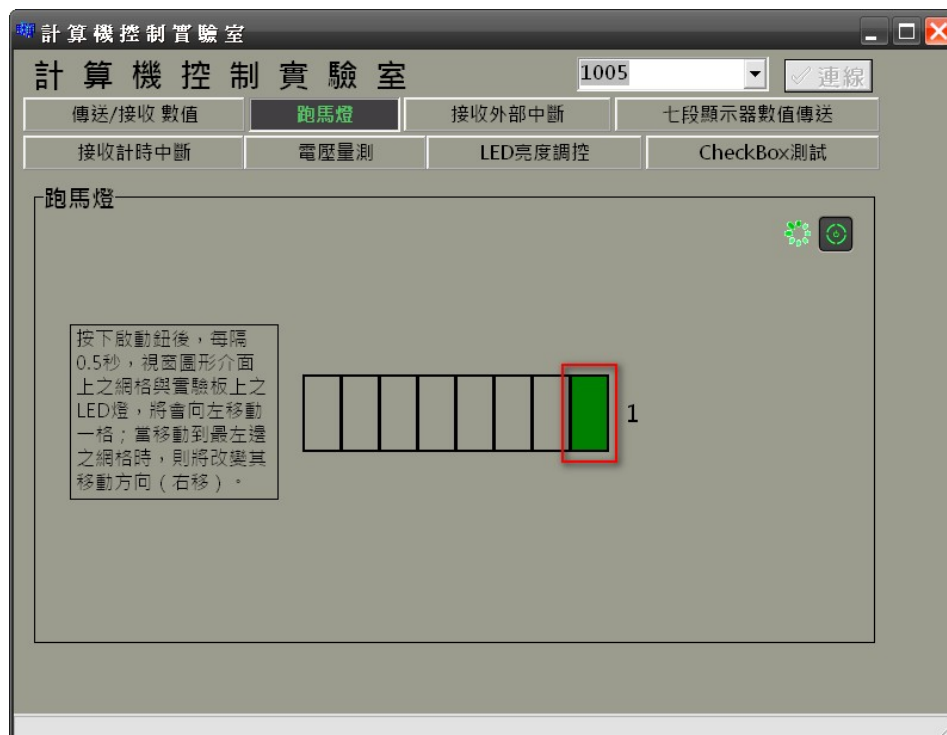 計算機控制實驗室
計算機控制實驗室
1005
連線
傳送/接收 數值
跑馬燈
接收外部中斷
七段顯示器數值傳送
接收計時中斷
電壓量測
LED亮度調控
CheckBox測試
跑馬燈
按下啟動鈕後，每隔
0.5秒，視窗圖形介面
上之網格與實驗板上之
LED燈，將會向左移動
一格；當移動到最左邊
之網格時，則將改變其
移動方向（右移）。
1